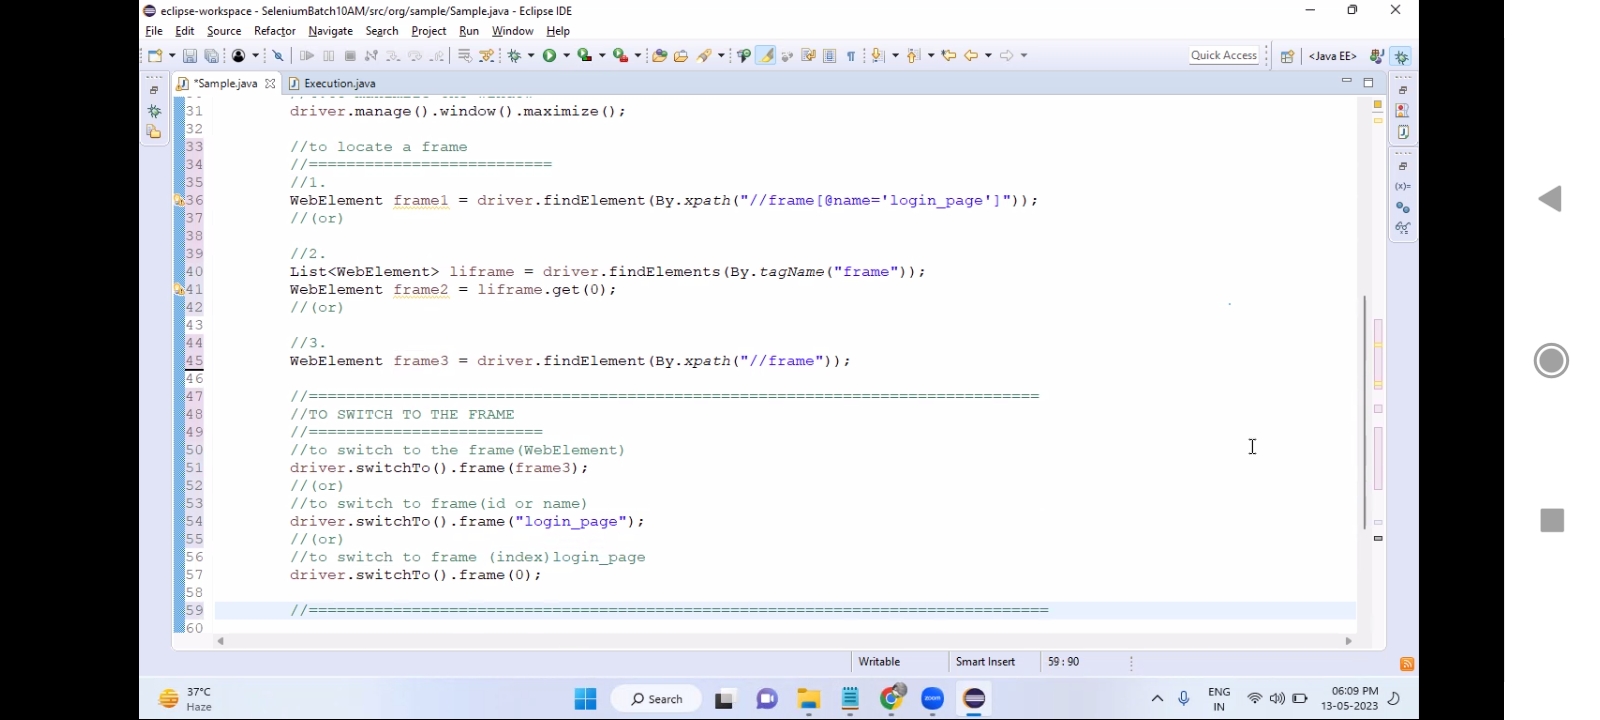 eclipse-workspace - SeleniumBatch10AM/src/org/sample/Sample.java - Eclipse IDE
File Edit Source Refactor Navigate Search Project Run Window Help
Quick Access <Java EE>
*Sample.java Execution.java
31 driver.manage().window().maximize();
32
33 //to locate a frame
34 //==========================
35 //1.
36 WebElement frame1 = driver.findElement(By.xpath("//frame[@name='login_page']"));
37 //(or)
38
39 //2.
40 List<WebElement> liframe = driver.findElements(By.tagName("frame"));
41 WebElement frame2 = liframe.get(0);
42 //(or)
43
44 //3.
45 WebElement frame3 = driver.findElement(By.xpath("//frame"));
46
47 //==============================================================================
48 //TO SWITCH TO THE FRAME
49 //=========================
50 //to switch to the frame(WebElement)
51 driver.switchTo().frame(frame3);
52 //(or)
53 //to switch to frame(id or name)
54 driver.switchTo().frame("login_page");
55 //(or)
56 //to switch to frame (index)login_page
57 driver.switchTo().frame(0);
58
59 //===============================================================================
60
Writable Smart Insert 59 : 90
37°C
Haze
Search
zoom
ENG
IN
06:09 PM
13-05-2023